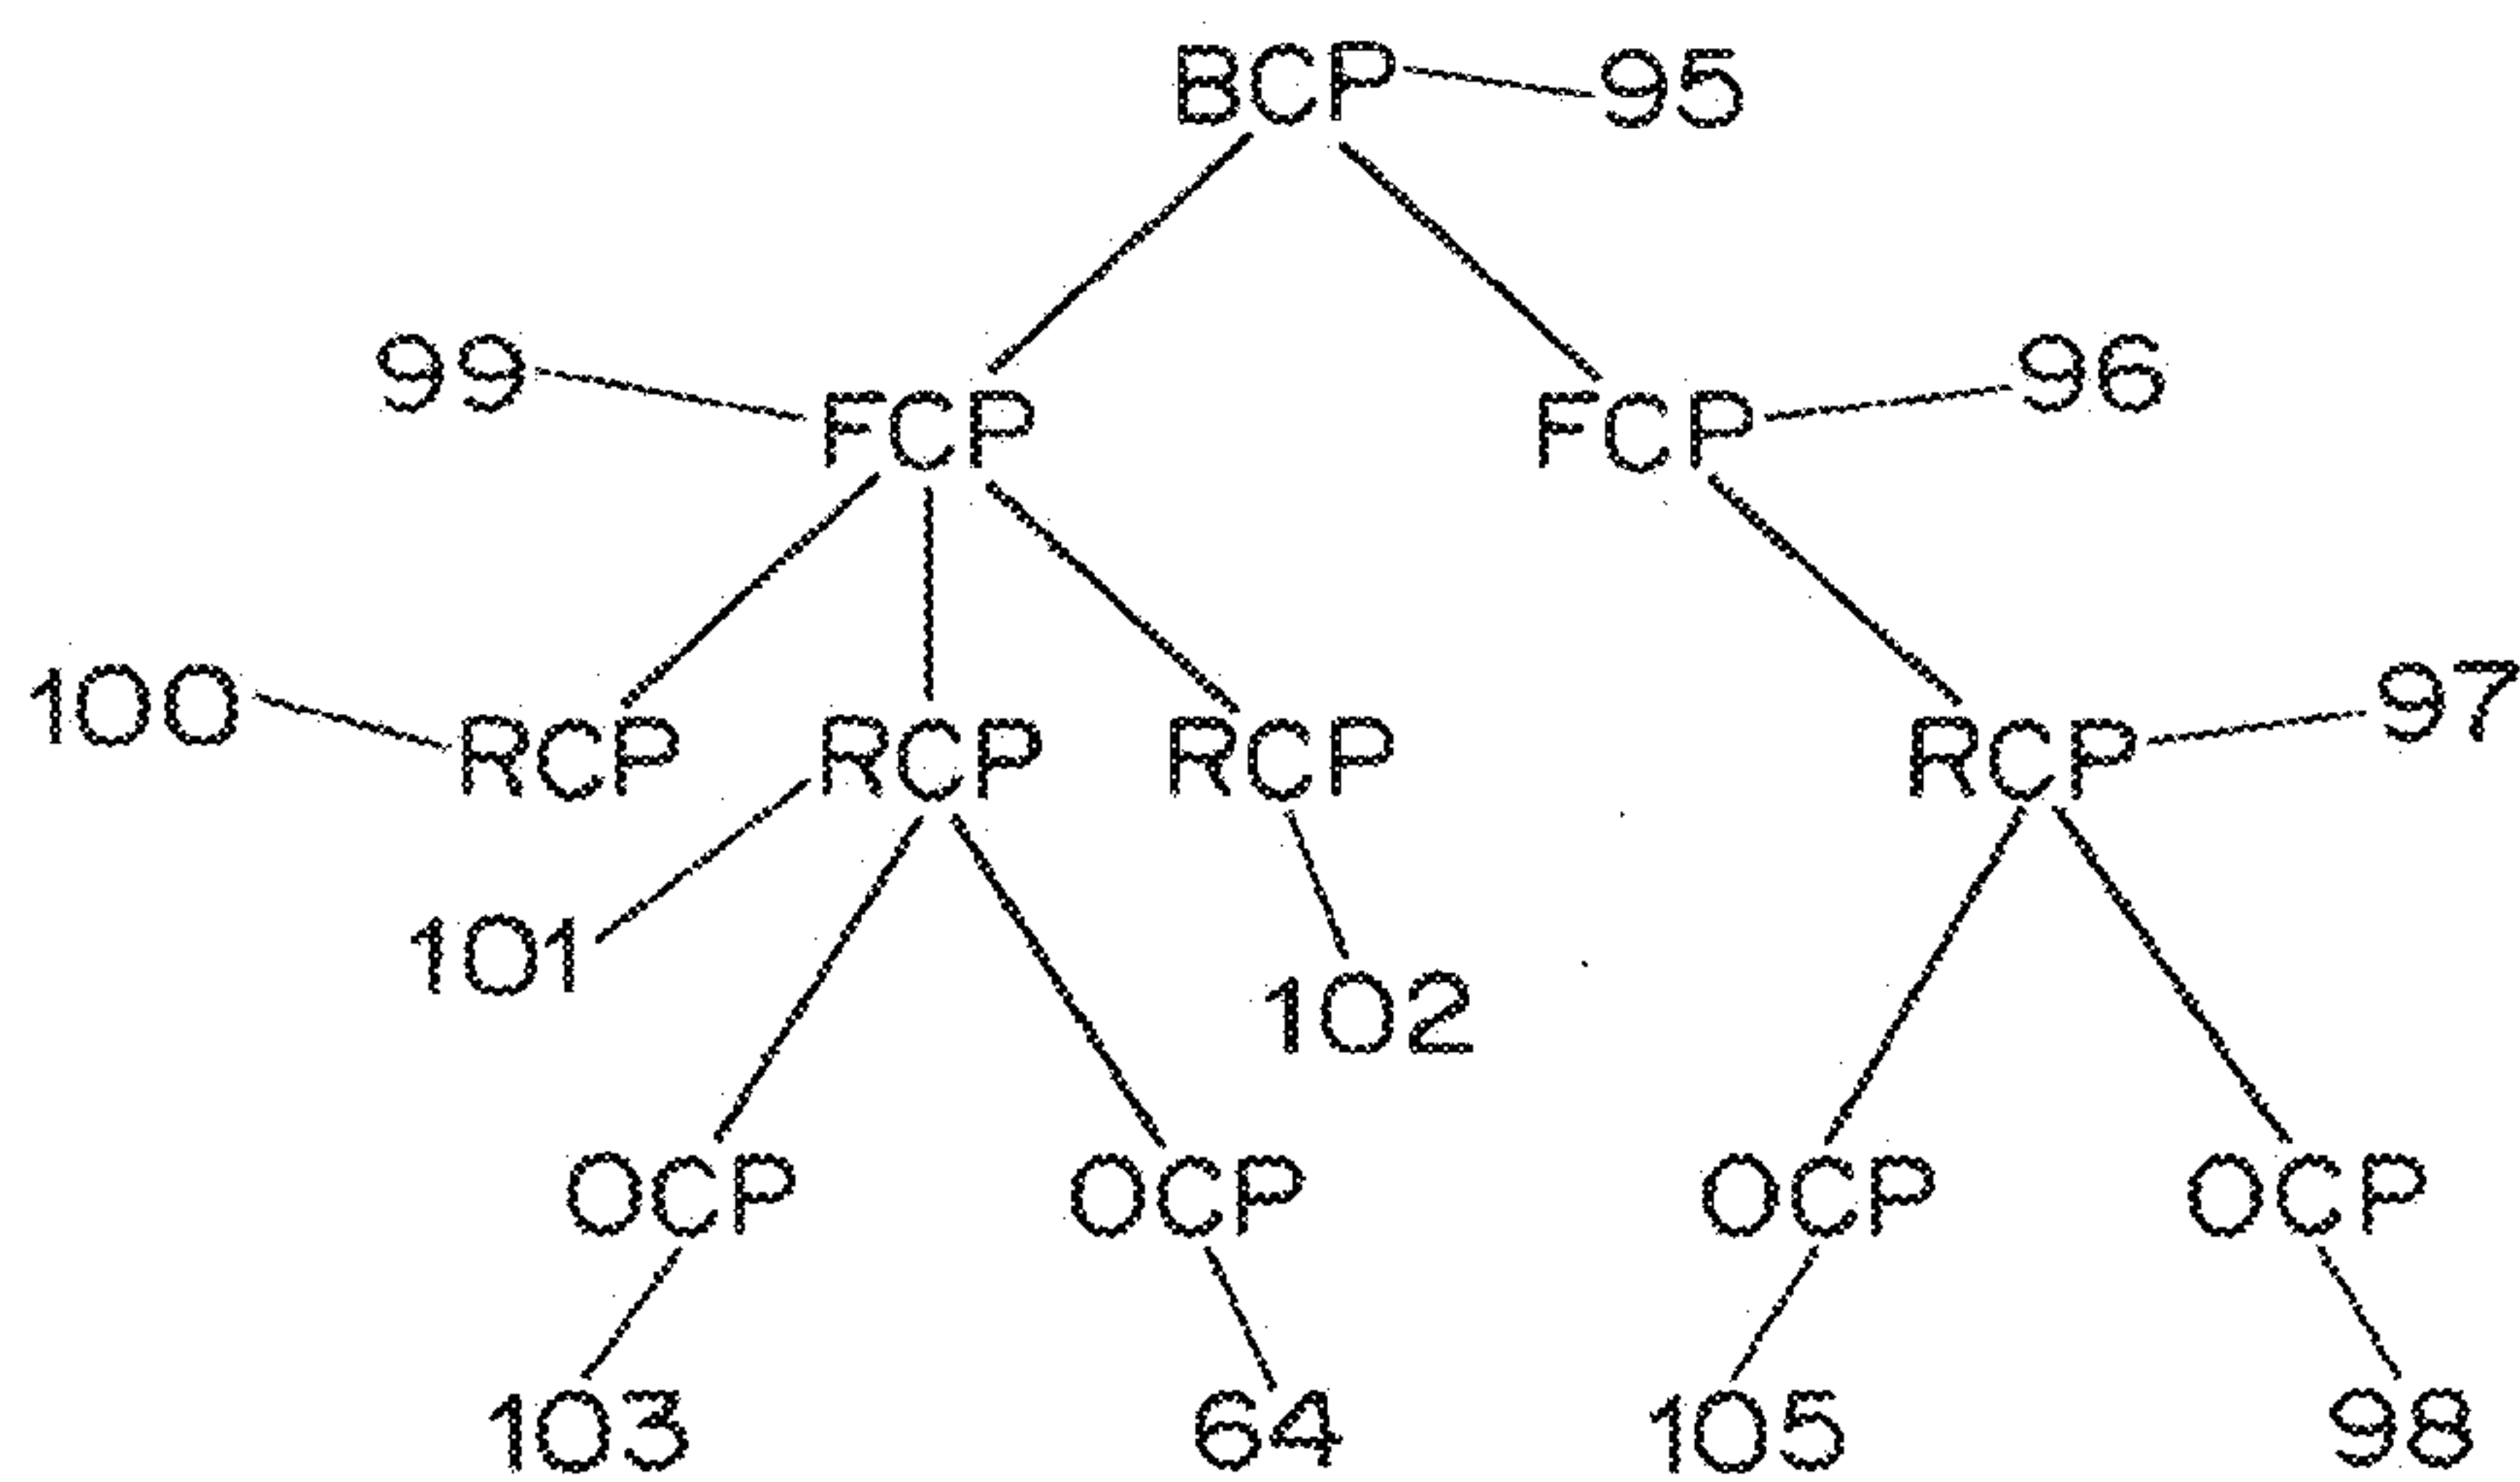 BCP 95
99 FCP FCP 96
100 RCP RCP RCP RCP 97
101 102
OCP OCP OCP OCP
103 64 105 98